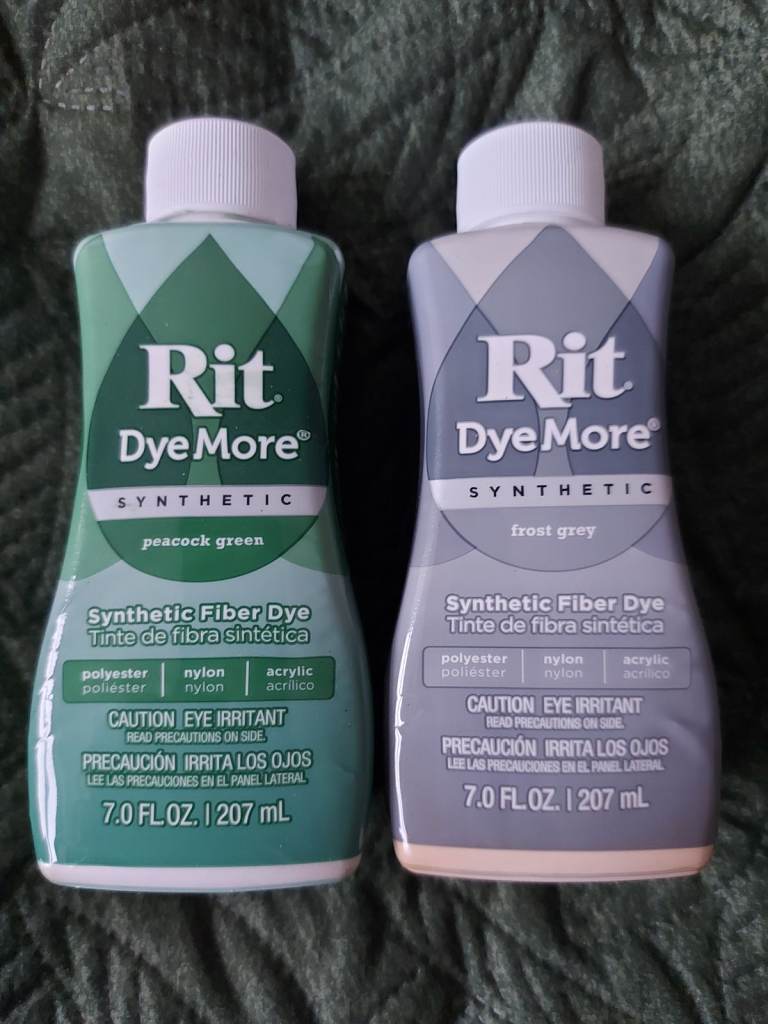 Rit
DyeMore®
SYNTHETIC
peacock green
Synthetic Fiber Dye
Tinte de fibra sintética
polyester | nylon | acrylic
poliéster | nylon | acrílico
CAUTION EYE IRRITANT
READ PRECAUTIONS ON SIDE.
PRECAUCIÓN IRRITA LOS OJOS
LEE LAS PRECAUCIONES EN EL PANEL LATERAL
7.0 FL.OZ. | 207 mL
Rit
DyeMore®
SYNTHETIC
frost grey
Synthetic Fiber Dye
Tinte de fibra sintética
polyester | nylon | acrylic
poliéster | nylon | acrílico
CAUTION EYE IRRITANT
READ PRECAUTIONS ON SIDE.
PRECAUCIÓN IRRITA LOS OJOS
LEE LAS PRECAUCIONES EN EL PANEL LATERAL
7.0 FL.OZ. | 207 mL